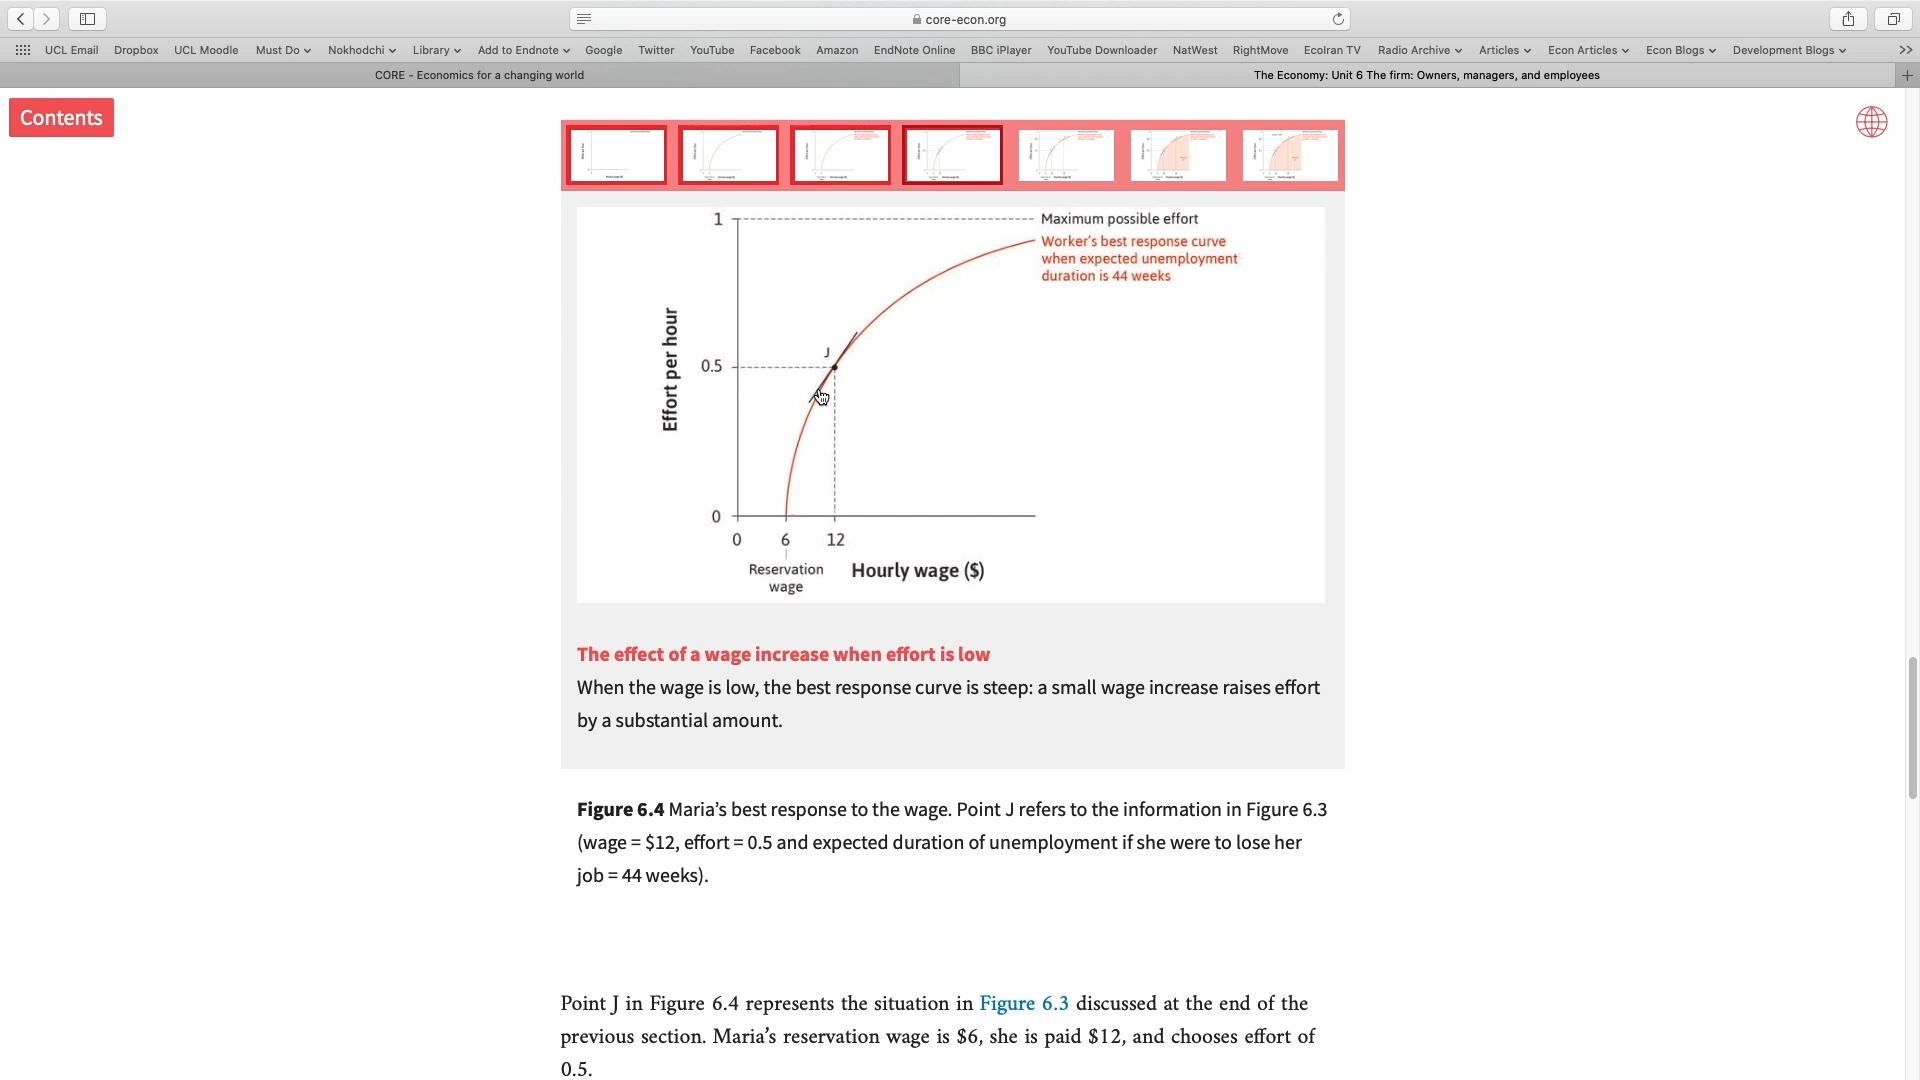 core-econ.org
UCL Email Dropbox UCL Moodle Must Do Nokhodchi Library Add to Endnote Google Twitter YouTube Facebook Amazon EndNote Online BBC iPlayer YouTube Downloader NatWest RightMove EcoIran TV Radio Archive Articles Econ Articles Econ Blogs Development Blogs >>
CORE - Economics for a changing world
The Economy: Unit 6 The firm: Owners, managers, and employees
+
Contents
1
Maximum possible effort
Worker's best response curve
when expected unemployment
duration is 44 weeks
Effort per hour
J
0.5
0
0 6 12
Reservation
wage
Hourly wage ($)
The effect of a wage increase when effort is low
When the wage is low, the best response curve is steep: a small wage increase raises effort
by a substantial amount.
Figure 6.4 Maria’s best response to the wage. Point J refers to the information in Figure 6.3
(wage = $12, effort = 0.5 and expected duration of unemployment if she were to lose her
job = 44 weeks).
Point J in Figure 6.4 represents the situation in Figure 6.3 discussed at the end of the
previous section. Maria’s reservation wage is $6, she is paid $12, and chooses effort of
0.5.